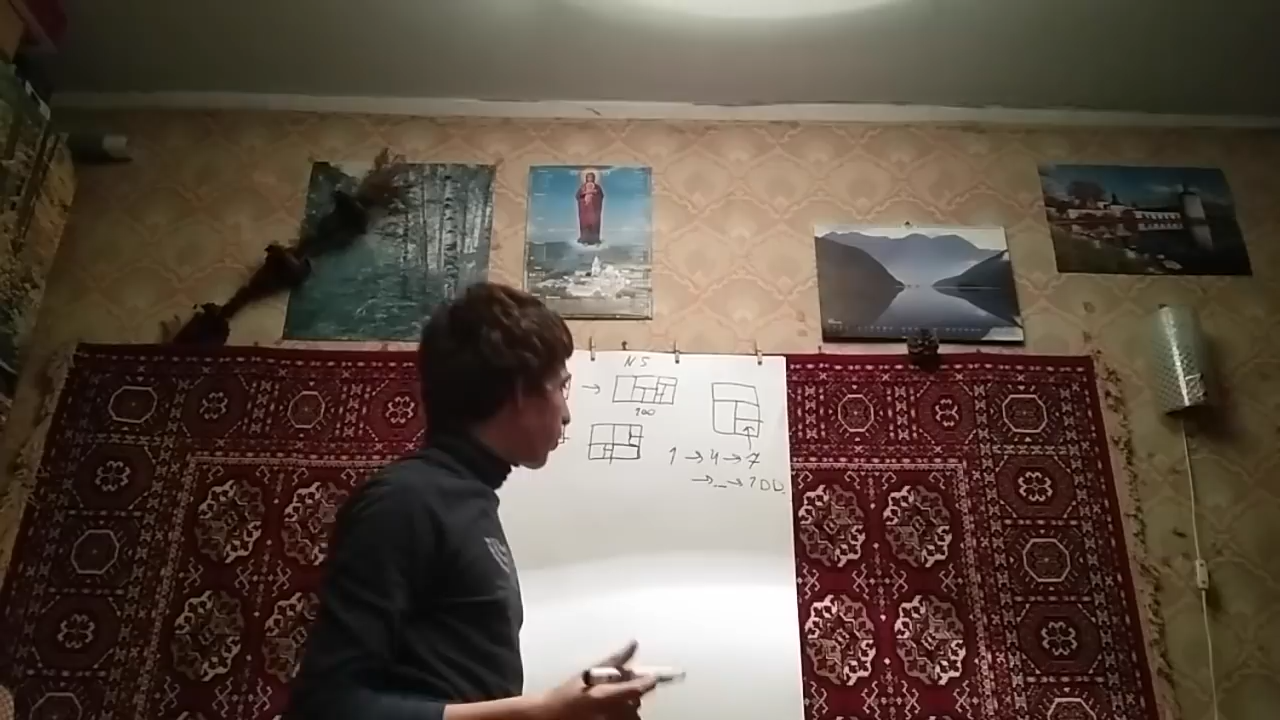 N5
→
100
1 → 4 → 7
→ _ → 100.